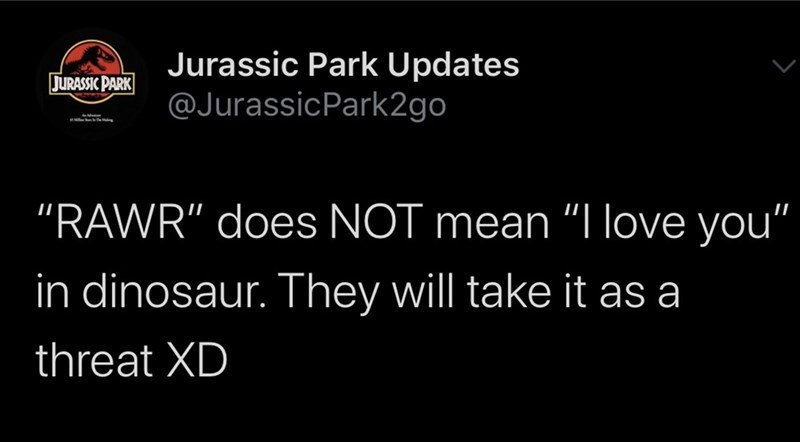 JURASSIC PARK
Jurassic Park Updates
@JurassicPark2go
“RAWR” does NOT mean “I love you”
in dinosaur. They will take it as a
threat XD